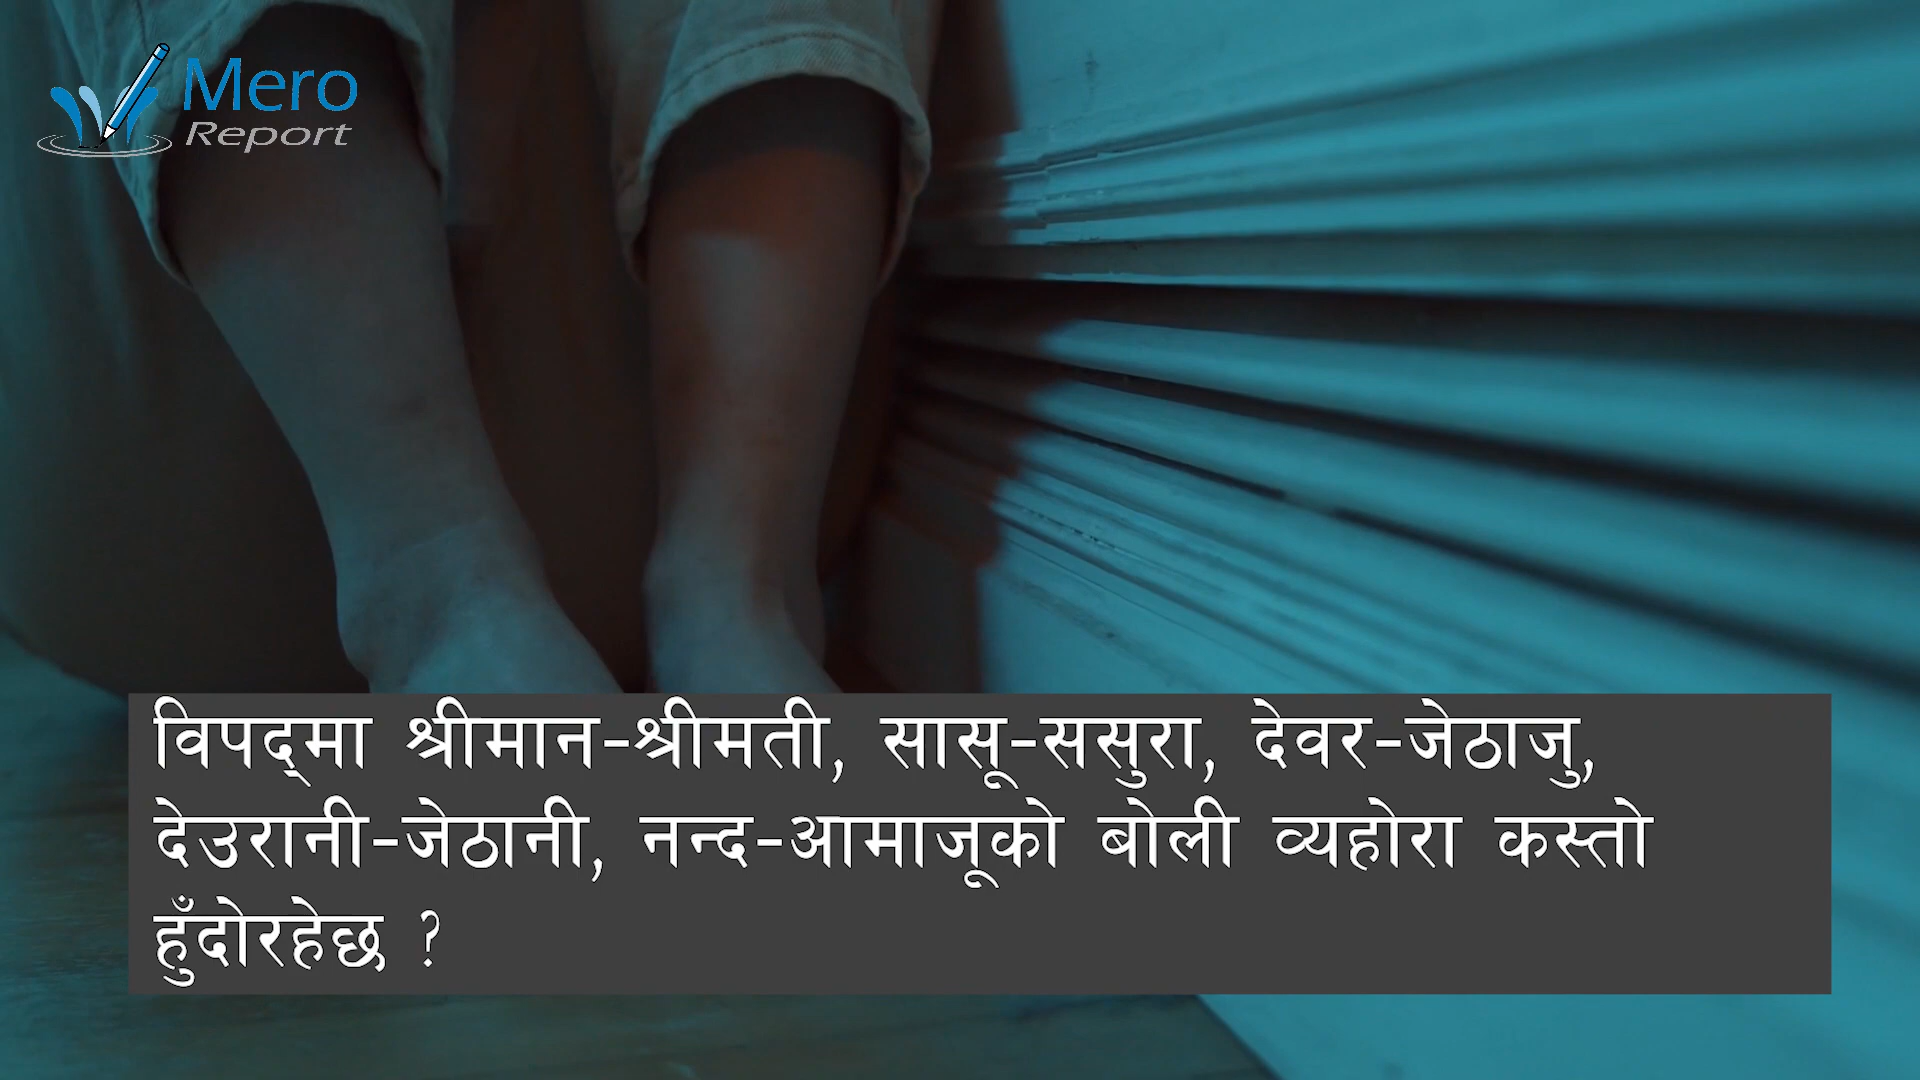 Mero
Report
विपद्‌मा श्रीमान-श्रीमती, सासू-ससुरा, देवर-जेठाजु,
देउरानी-जेठानी, नन्द-आमाजूको बोली व्यहोरा कस्तो
हुँदोरहेछ ?